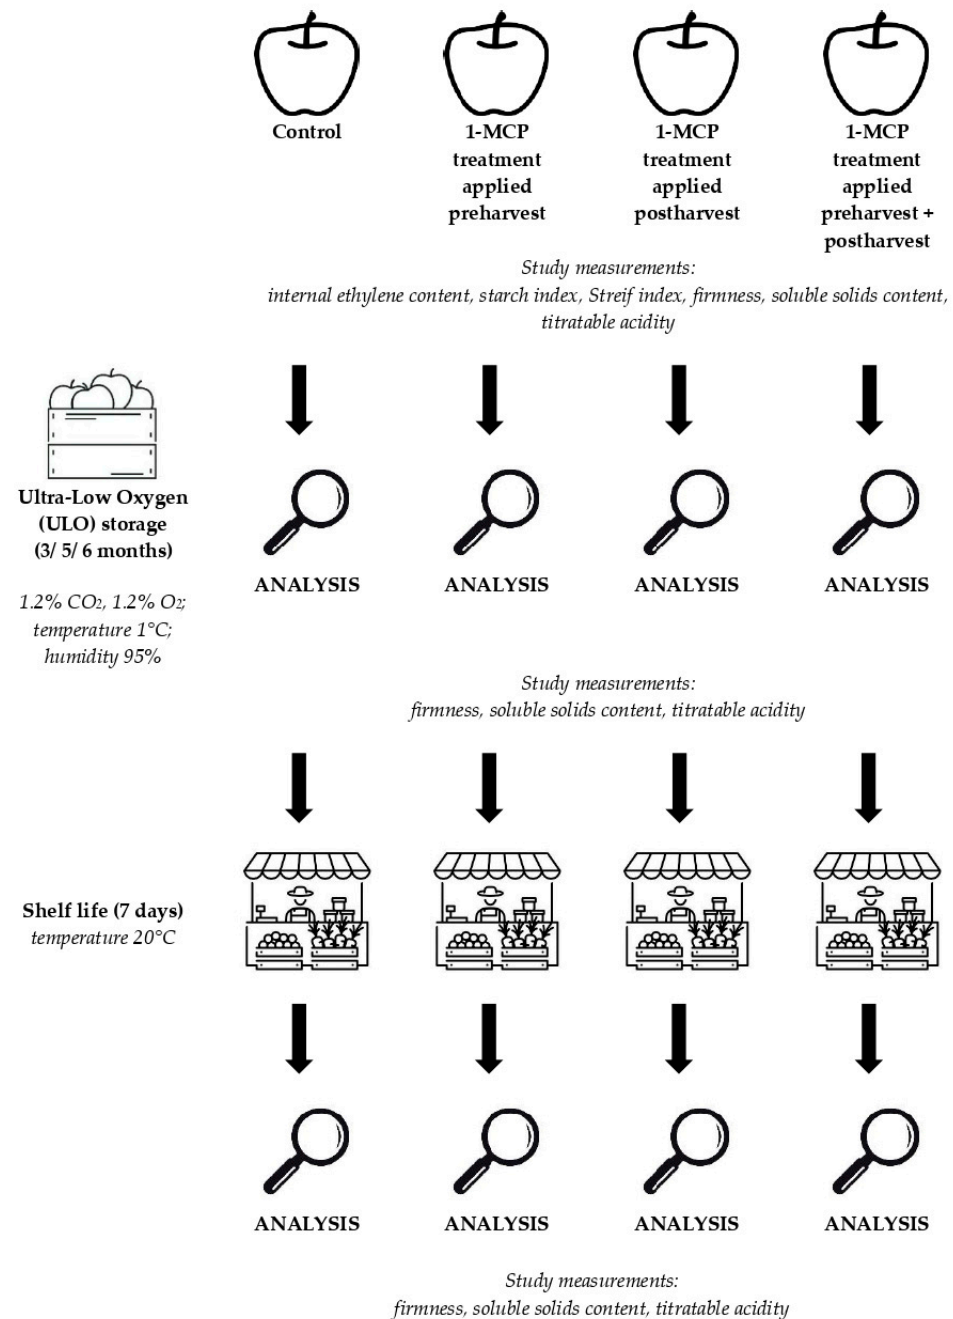 Control
1-MCP
treatment
applied
preharvest
1-MCP
treatment
applied
postharvest
1-MCP
treatment
applied
preharvest +
postharvest
Study measurements:
internal ethylene content, starch index, Streif index, firmness, soluble solids content,
titratable acidity
Ultra-Low Oxygen
(ULO) storage
(3/ 5/ 6 months)
1.2% CO₂, 1.2% O₂;
temperature 1°C;
humidity 95%
ANALYSIS
ANALYSIS
ANALYSIS
ANALYSIS
Study measurements:
firmness, soluble solids content, titratable acidity
Shelf life (7 days)
temperature 20°C
ANALYSIS
ANALYSIS
ANALYSIS
ANALYSIS
Study measurements:
firmness, soluble solids content, titratable acidity